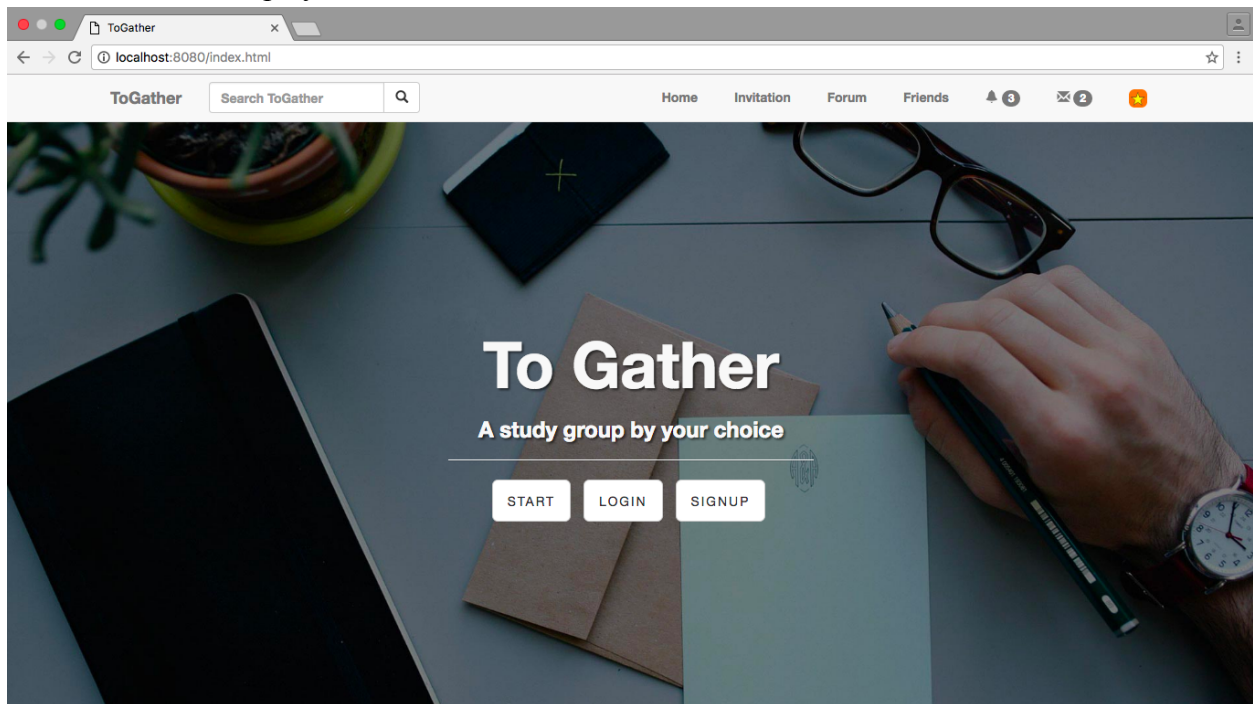 ToGather
localhost:8080/index.html
ToGather Search ToGather Home Invitation Forum Friends 3 2
To Gather
A study group by your choice
START LOGIN SIGNUP